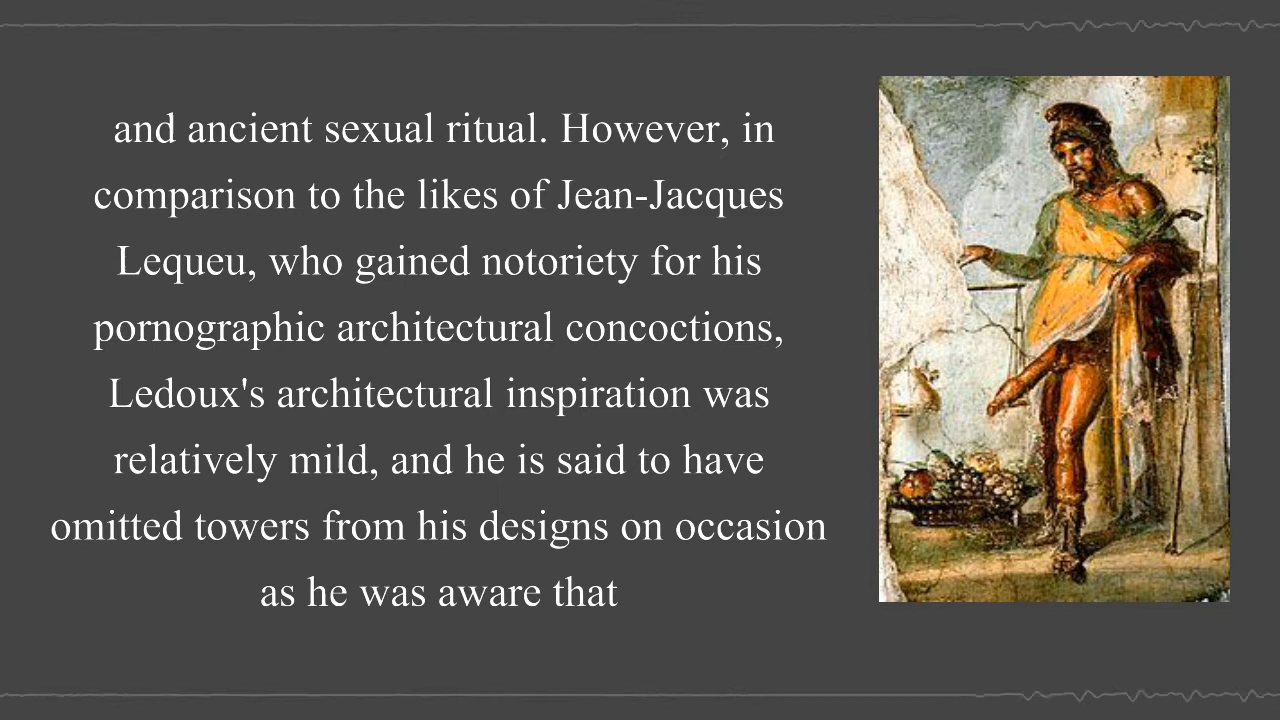 and ancient sexual ritual. However, in
comparison to the likes of Jean-Jacques
Lequeu, who gained notoriety for his
pornographic architectural concoctions,
Ledoux's architectural inspiration was
relatively mild, and he is said to have
omitted towers from his designs on occasion
as he was aware that